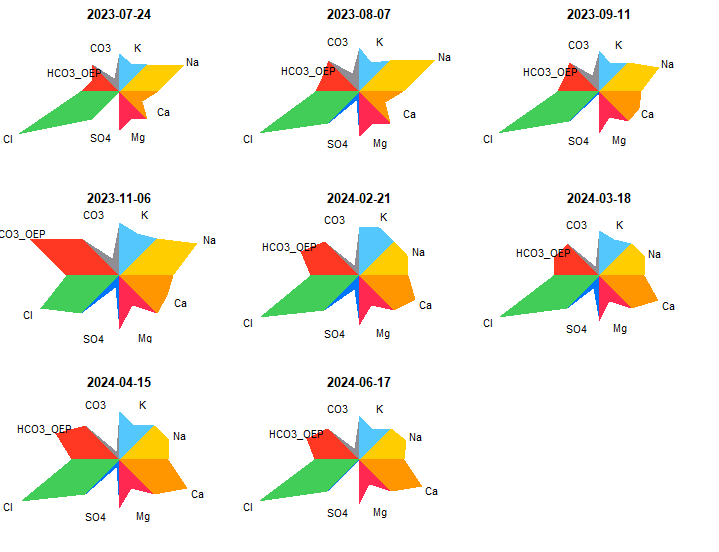 2023-07-24
2023-08-07
2023-09-11
CO3 K
CO3 K
CO3 K
HCO3_OEP Na
HCO3_OEP Na
HCO3_OEP Na
Cl SO4 Mg Ca
Cl SO4 Mg Ca
Cl SO4 Mg Ca
2023-11-06
2024-02-21
2024-03-18
CO3 K
CO3 K
CO3 K
CO3_OEP Na
HCO3_OEP Na
HCO3_OEP Na
Cl SO4 Mg Ca
Cl SO4 Mg Ca
Cl SO4 Mg Ca
2024-04-15
2024-06-17
CO3 K
CO3 K
HCO3_OEP Na
HCO3_OEP Na
Cl SO4 Mg Ca
Cl SO4 Mg Ca